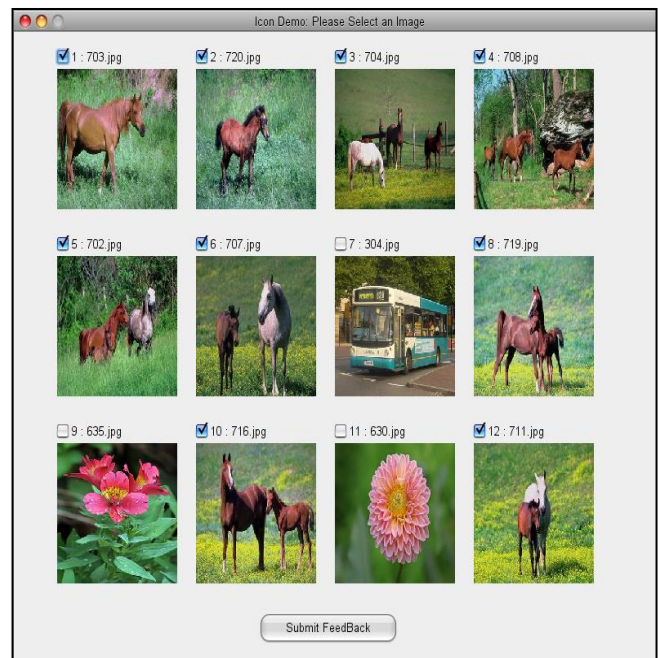 Icon Demo: Please Select an Image
1 : 703.jpg
2 : 720.jpg
3 : 704.jpg
4 : 708.jpg
5 : 702.jpg
6 : 707.jpg
7 : 304.jpg
8 : 719.jpg
9 : 635.jpg
10 : 716.jpg
11 : 630.jpg
12 : 711.jpg
Submit FeedBack